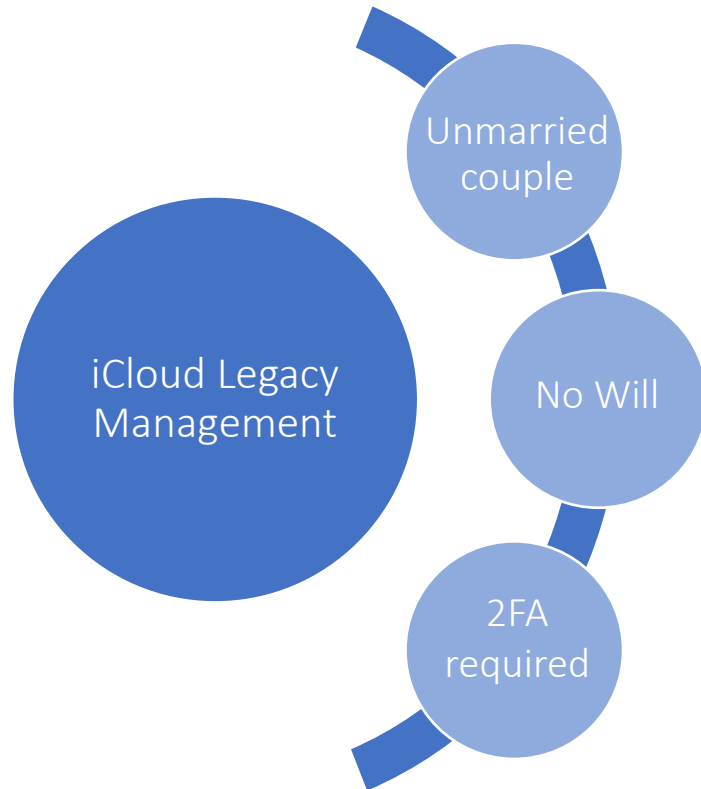 Unmarried
couple
iCloud Legacy
Management
No Will
2FA
required